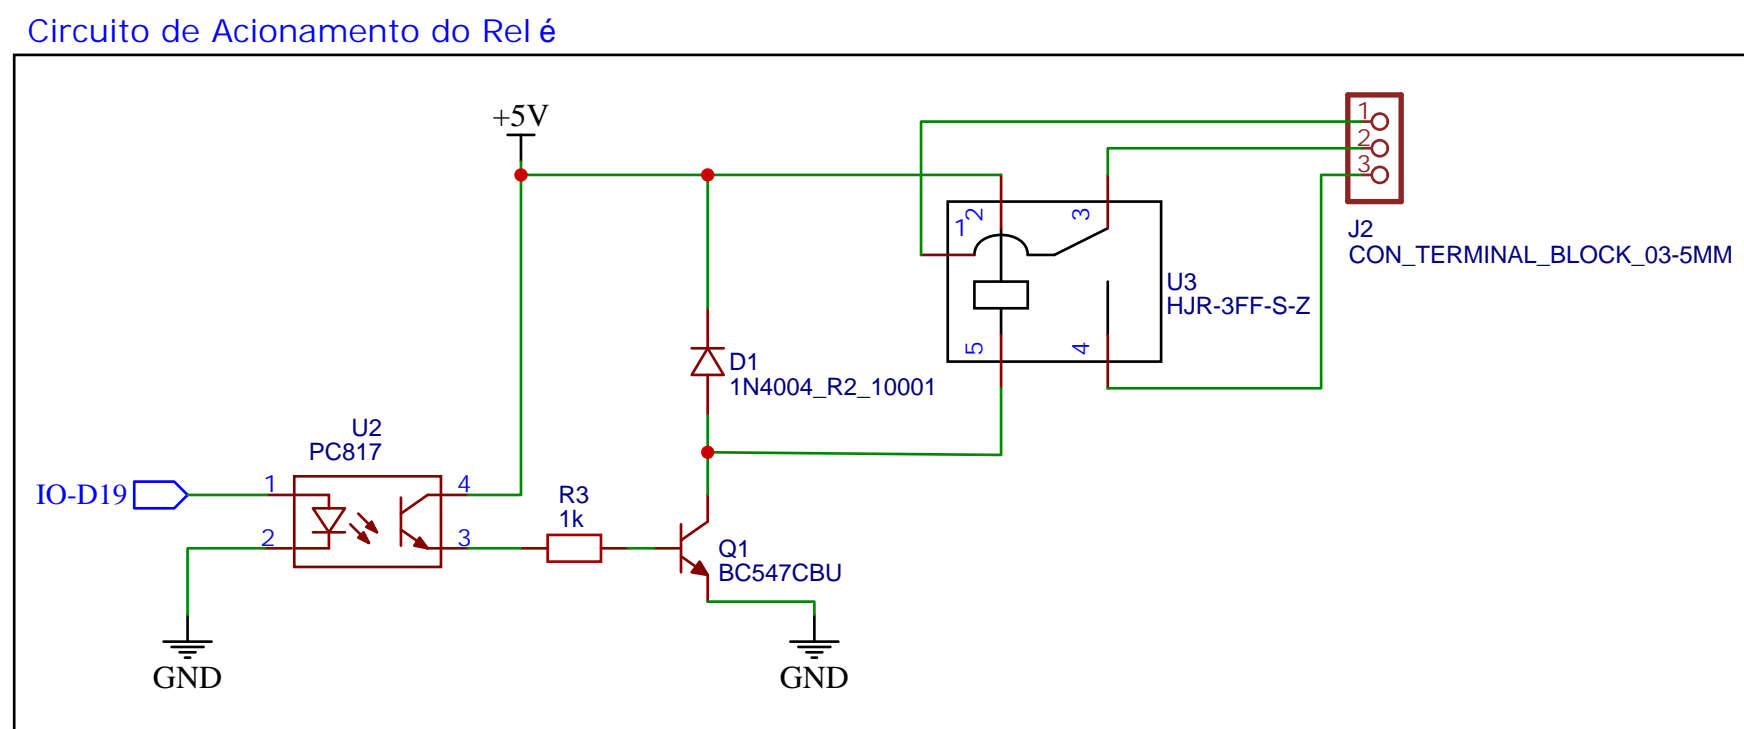 Circuito de Acionamento do Relé
+5V
1
2
3
J2
CON_TERMINAL_BLOCK_03-5MM
1
2
3
U3
HJR-3FF-S-Z
5
4
D1
1N4004_R2_10001
U2
PC817
IO-D19
1
4
2
3
R3
1k
Q1
BC547CBU
GND
GND